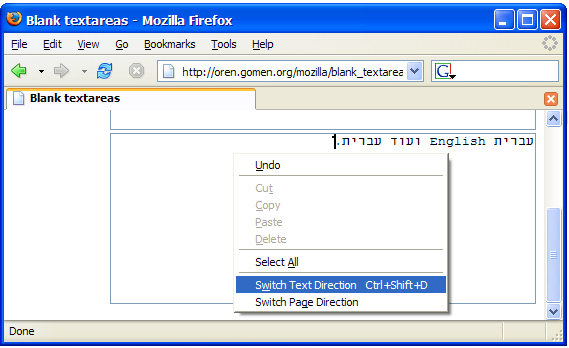 Blank textareas - Mozilla Firefox
File Edit View Go Bookmarks Tools Help
http://oren.gomen.org/mozilla/blank_textarea
G
Blank textareas
עברית English ועוד עברית.
Undo
Cut
Copy
Paste
Delete
Select All
Switch Text Direction Ctrl+Shift+D
Switch Page Direction
Done